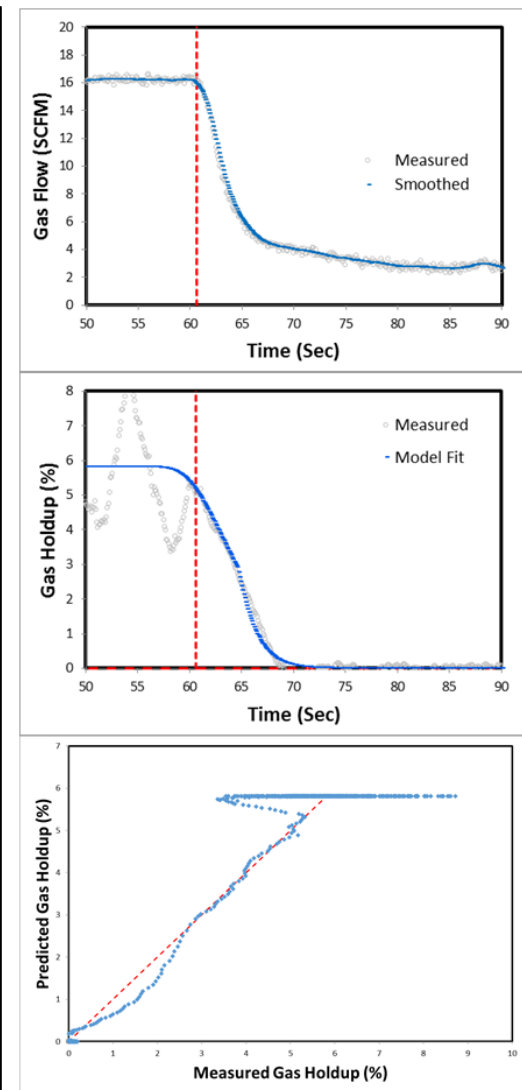 20
18
16
14
12
10
8
6
4
2
0
Gas Flow (SCFM)
Measured
Smoothed
50 55 60 65 70 75 80 85 90
Time (Sec)
8
7
6
5
4
3
2
1
0
Gas Holdup (%)
Measured
Model Fit
50 55 60 65 70 75 80 85 90
Time (Sec)
7
6
5
4
3
2
1
0
Predicted Gas Holdup (%)
0 1 2 3 4 5 6 7 8 9 10
Measured Gas Holdup (%)